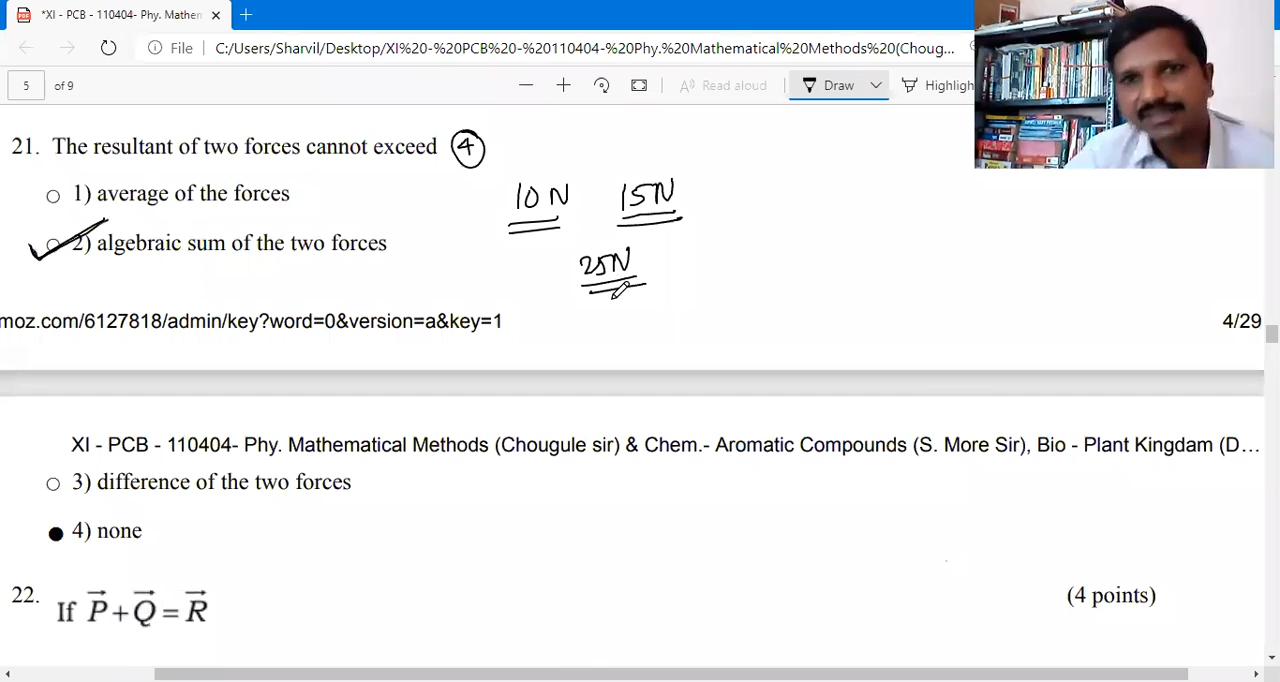 *XI - PCB - 110404- Phy. Mathen
File C:/Users/Sharvil/Desktop/XI%20-%20PCB%20-%20110404-%20Phy.%20Mathematical%20Methods%20(Choug...
5 of 9 Read aloud Draw Highligh
21. The resultant of two forces cannot exceed 4
1) average of the forces
10 N 15N
2) algebraic sum of the two forces
25N
moz.com/6127818/admin/key?word=0&version=a&key=1 4/29
XI - PCB - 110404- Phy. Mathematical Methods (Chougule sir) & Chem.- Aromatic Compounds (S. More Sir), Bio - Plant Kingdam (D...
3) difference of the two forces
4) none
22. If P⃗ + Q⃗ = R⃗ (4 points)